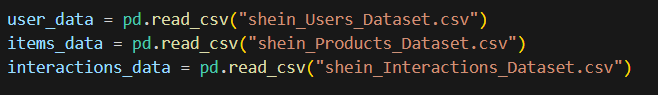 user_data = pd.read_csv("shein_Users_Dataset.csv")
items_data = pd.read_csv("shein_Products_Dataset.csv")
interactions_data = pd.read_csv("shein_Interactions_Dataset.csv")